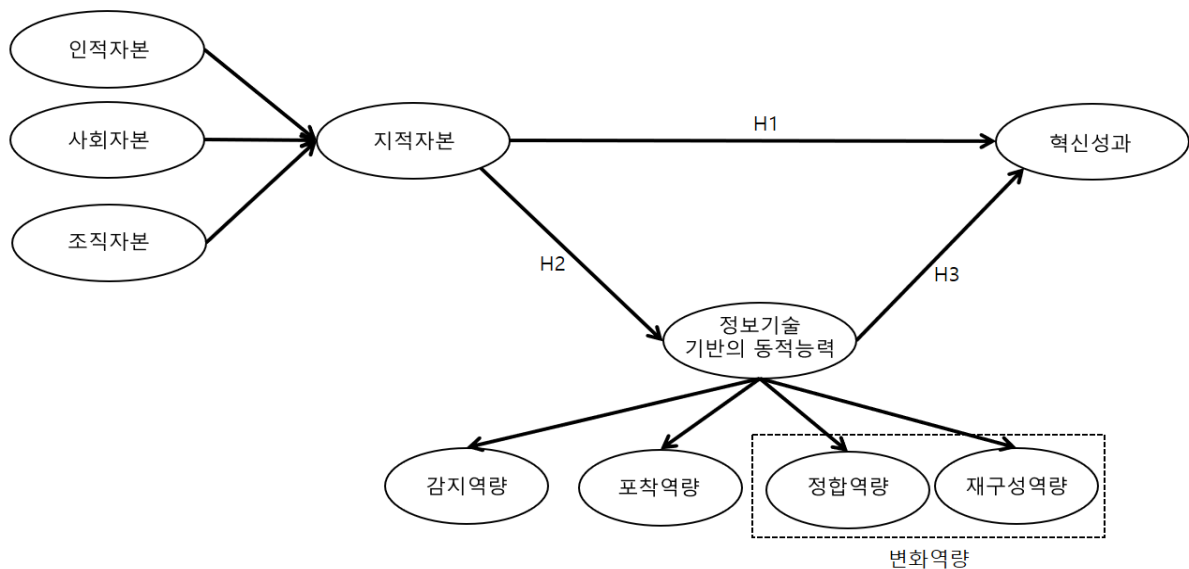 인적자본
사회자본
조직자본
지적자본
H1
혁신성과
H2
H3
정보기술
기반의 동적능력
감지역량
포착역량
정합역량
재구성역량
변화역량